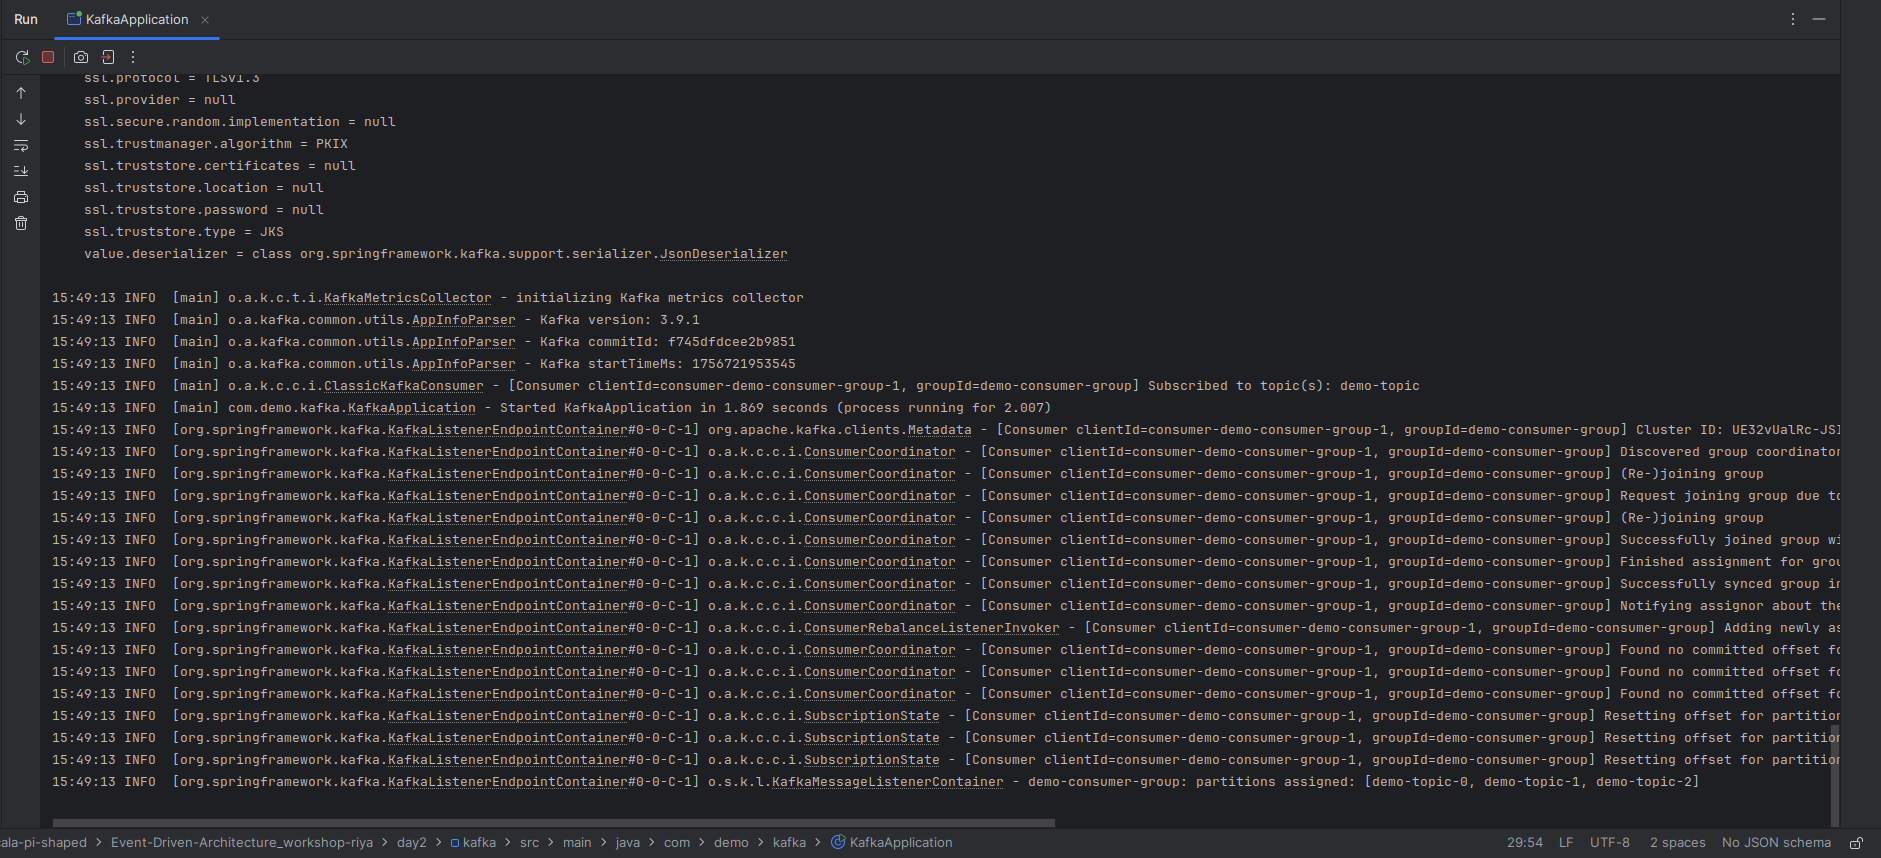 Run KafkaApplication
ssl.protocol = TLSv1.3
ssl.provider = null
ssl.secure.random.implementation = null
ssl.trustmanager.algorithm = PKIX
ssl.truststore.certificates = null
ssl.truststore.location = null
ssl.truststore.password = null
ssl.truststore.type = JKS
value.deserializer = class org.springframework.kafka.support.serializer.JsonDeserializer
15:49:13 INFO  [main] o.a.k.c.t.i.KafkaMetricsCollector - initializing Kafka metrics collector
15:49:13 INFO  [main] o.a.kafka.common.utils.AppInfoParser - Kafka version: 3.9.1
15:49:13 INFO  [main] o.a.kafka.common.utils.AppInfoParser - Kafka commitId: f745dfdcee2b9851
15:49:13 INFO  [main] o.a.kafka.common.utils.AppInfoParser - Kafka startTimeMs: 1756721953545
15:49:13 INFO  [main] o.a.k.c.c.i.ClassicKafkaConsumer - [Consumer clientId=consumer-demo-consumer-group-1, groupId=demo-consumer-group] Subscribed to topic(s): demo-topic
15:49:13 INFO  [main] com.demo.kafka.KafkaApplication - Started KafkaApplication in 1.869 seconds (process running for 2.007)
15:49:13 INFO  [org.springframework.kafka.KafkaListenerEndpointContainer#0-0-C-1] org.apache.kafka.clients.Metadata - [Consumer clientId=consumer-demo-consumer-group-1, groupId=demo-consumer-group] Cluster ID: UE32vUalRc-JSI
15:49:13 INFO  [org.springframework.kafka.KafkaListenerEndpointContainer#0-0-C-1] o.a.k.c.c.i.ConsumerCoordinator - [Consumer clientId=consumer-demo-consumer-group-1, groupId=demo-consumer-group] Discovered group coordinator
15:49:13 INFO  [org.springframework.kafka.KafkaListenerEndpointContainer#0-0-C-1] o.a.k.c.c.i.ConsumerCoordinator - [Consumer clientId=consumer-demo-consumer-group-1, groupId=demo-consumer-group] (Re-)joining group
15:49:13 INFO  [org.springframework.kafka.KafkaListenerEndpointContainer#0-0-C-1] o.a.k.c.c.i.ConsumerCoordinator - [Consumer clientId=consumer-demo-consumer-group-1, groupId=demo-consumer-group] Request joining group due to
15:49:13 INFO  [org.springframework.kafka.KafkaListenerEndpointContainer#0-0-C-1] o.a.k.c.c.i.ConsumerCoordinator - [Consumer clientId=consumer-demo-consumer-group-1, groupId=demo-consumer-group] (Re-)joining group
15:49:13 INFO  [org.springframework.kafka.KafkaListenerEndpointContainer#0-0-C-1] o.a.k.c.c.i.ConsumerCoordinator - [Consumer clientId=consumer-demo-consumer-group-1, groupId=demo-consumer-group] Successfully joined group wi
15:49:13 INFO  [org.springframework.kafka.KafkaListenerEndpointContainer#0-0-C-1] o.a.k.c.c.i.ConsumerCoordinator - [Consumer clientId=consumer-demo-consumer-group-1, groupId=demo-consumer-group] Finished assignment for grou
15:49:13 INFO  [org.springframework.kafka.KafkaListenerEndpointContainer#0-0-C-1] o.a.k.c.c.i.ConsumerCoordinator - [Consumer clientId=consumer-demo-consumer-group-1, groupId=demo-consumer-group] Successfully synced group in
15:49:13 INFO  [org.springframework.kafka.KafkaListenerEndpointContainer#0-0-C-1] o.a.k.c.c.i.ConsumerCoordinator - [Consumer clientId=consumer-demo-consumer-group-1, groupId=demo-consumer-group] Notifying assignor about the
15:49:13 INFO  [org.springframework.kafka.KafkaListenerEndpointContainer#0-0-C-1] o.a.k.c.c.i.ConsumerRebalanceListenerInvoker - [Consumer clientId=consumer-demo-consumer-group-1, groupId=demo-consumer-group] Adding newly as
15:49:13 INFO  [org.springframework.kafka.KafkaListenerEndpointContainer#0-0-C-1] o.a.k.c.c.i.ConsumerCoordinator - [Consumer clientId=consumer-demo-consumer-group-1, groupId=demo-consumer-group] Found no committed offset fo
15:49:13 INFO  [org.springframework.kafka.KafkaListenerEndpointContainer#0-0-C-1] o.a.k.c.c.i.ConsumerCoordinator - [Consumer clientId=consumer-demo-consumer-group-1, groupId=demo-consumer-group] Found no committed offset fo
15:49:13 INFO  [org.springframework.kafka.KafkaListenerEndpointContainer#0-0-C-1] o.a.k.c.c.i.ConsumerCoordinator - [Consumer clientId=consumer-demo-consumer-group-1, groupId=demo-consumer-group] Found no committed offset fo
15:49:13 INFO  [org.springframework.kafka.KafkaListenerEndpointContainer#0-0-C-1] o.a.k.c.c.i.SubscriptionState - [Consumer clientId=consumer-demo-consumer-group-1, groupId=demo-consumer-group] Resetting offset for partition
15:49:13 INFO  [org.springframework.kafka.KafkaListenerEndpointContainer#0-0-C-1] o.a.k.c.c.i.SubscriptionState - [Consumer clientId=consumer-demo-consumer-group-1, groupId=demo-consumer-group] Resetting offset for partition
15:49:13 INFO  [org.springframework.kafka.KafkaListenerEndpointContainer#0-0-C-1] o.a.k.c.c.i.SubscriptionState - [Consumer clientId=consumer-demo-consumer-group-1, groupId=demo-consumer-group] Resetting offset for partition
15:49:13 INFO  [org.springframework.kafka.KafkaListenerEndpointContainer#0-0-C-1] o.s.k.l.KafkaMessageListenerContainer - demo-consumer-group: partitions assigned: [demo-topic-0, demo-topic-1, demo-topic-2]
ala-pi-shaped > Event-Driven-Architecture_workshop-riya > day2 > kafka > src > main > java > com > demo > kafka > KafkaApplication 29:54 LF UTF-8 2 spaces No JSON schema